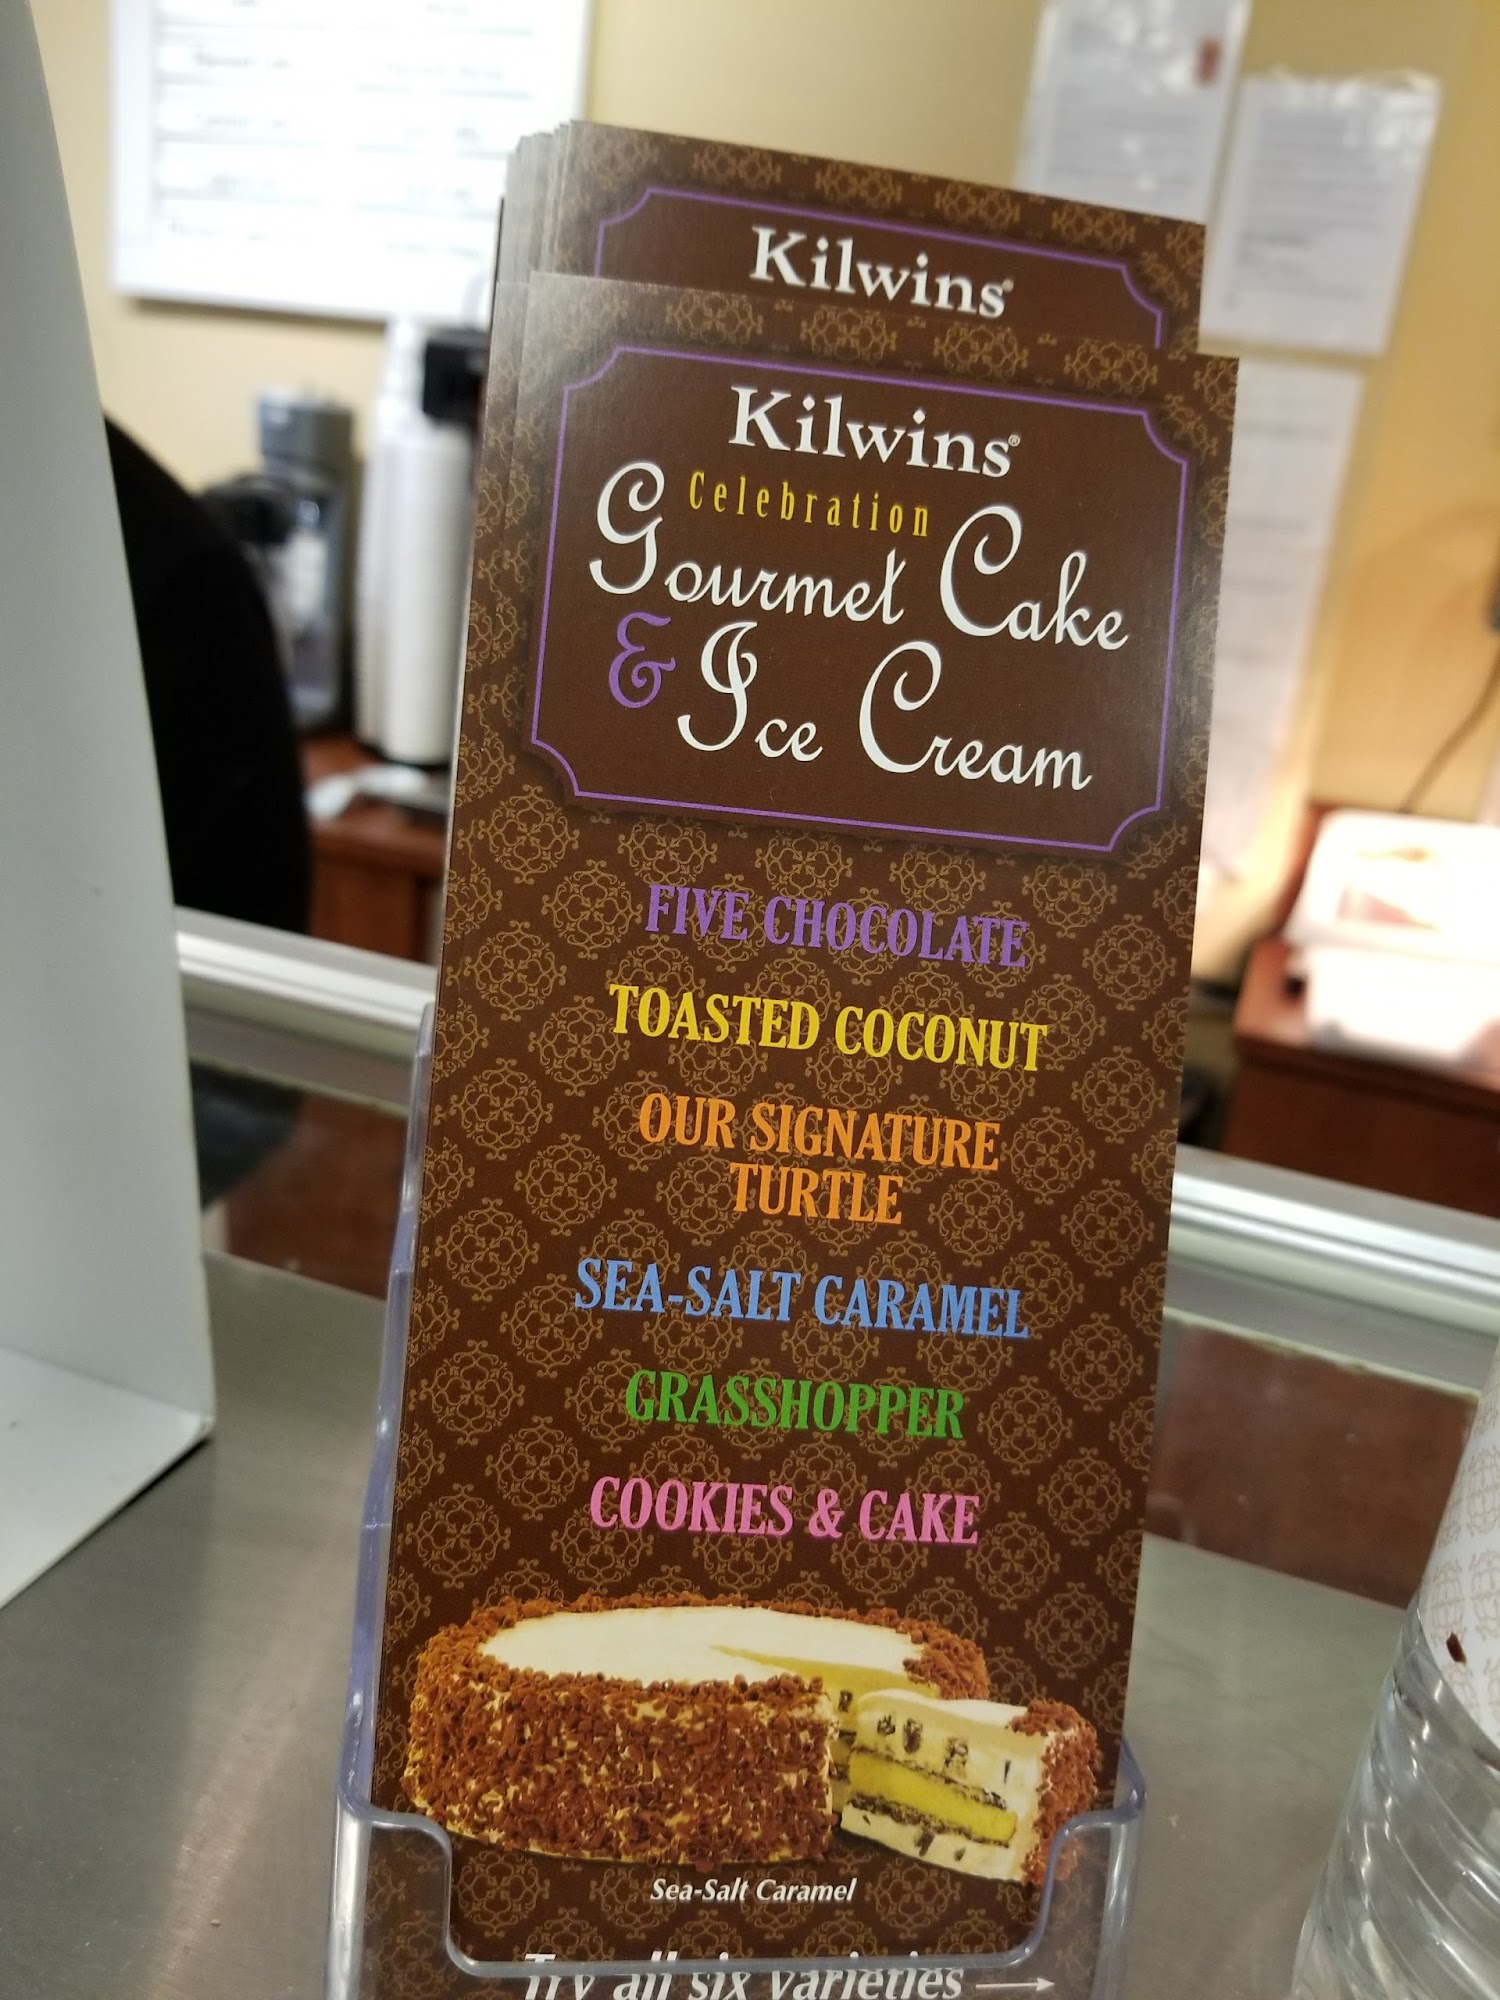 Kilwins®
Kilwins®
Celebration
Gourmet Cake
& Ice Cream
FIVE CHOCOLATE
TOASTED COCONUT
OUR SIGNATURE
TURTLE
SEA-SALT CARAMEL
GRASSHOPPER
COOKIES & CAKE
Sea-Salt Caramel
Try all six varieties